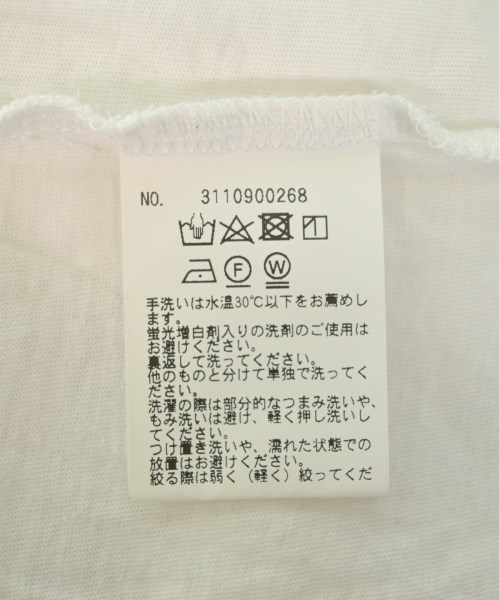 NO. 3110900268
F W
手洗いは水温30℃以下をお薦めし
ます。
蛍光増白剤入りの洗剤のご使用は
お避けください。
裏返して洗ってください。
他のものと分けて単独で洗ってく
ださい。
洗濯の際は部分的なつまみ洗いや、
もみ洗いは避け、軽く押し洗いし
てください。
つけ置き洗いや、濡れた状態での
放置はお避けください。
絞る際は弱く（軽く）絞ってくだ